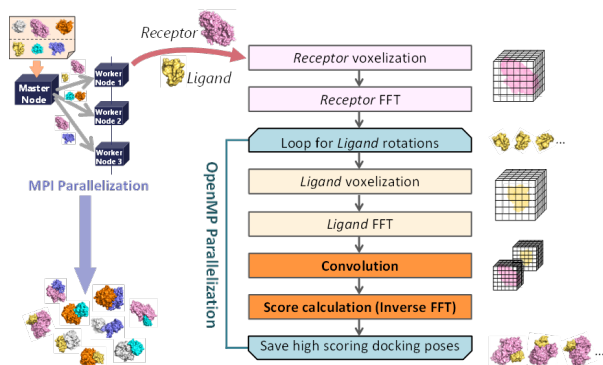 Receptor
Ligand
Master
Node
Worker
Node 1
Worker
Node 2
Worker
Node 3
MPI Parallelization
OpenMP Parallelization
Receptor voxelization
Receptor FFT
Loop for Ligand rotations
...
Ligand voxelization
Ligand FFT
Convolution
Score calculation (Inverse FFT)
Save high scoring docking poses
...